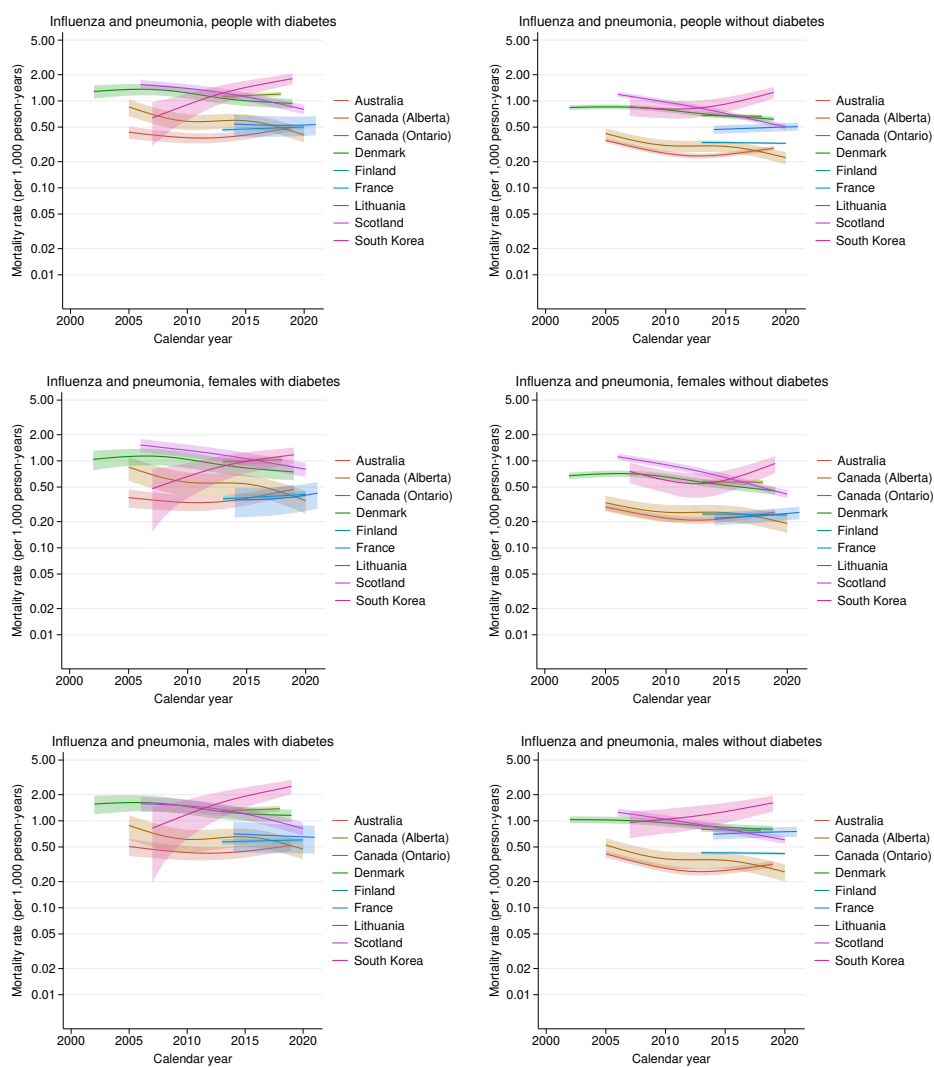 Influenza and pneumonia, people with diabetes
Mortality rate (per 1,000 person-years)
5.00
2.00
1.00
0.50
0.20
0.10
0.05
0.02
0.01
2000 2005 2010 2015 2020
Calendar year
Australia
Canada (Alberta)
Canada (Ontario)
Denmark
Finland
France
Lithuania
Scotland
South Korea
Influenza and pneumonia, people without diabetes
Mortality rate (per 1,000 person-years)
5.00
2.00
1.00
0.50
0.20
0.10
0.05
0.02
0.01
2000 2005 2010 2015 2020
Calendar year
Australia
Canada (Alberta)
Canada (Ontario)
Denmark
Finland
France
Lithuania
Scotland
South Korea
Influenza and pneumonia, females with diabetes
Mortality rate (per 1,000 person-years)
5.00
2.00
1.00
0.50
0.20
0.10
0.05
0.02
0.01
2000 2005 2010 2015 2020
Calendar year
Australia
Canada (Alberta)
Canada (Ontario)
Denmark
Finland
France
Lithuania
Scotland
South Korea
Influenza and pneumonia, females without diabetes
Mortality rate (per 1,000 person-years)
5.00
2.00
1.00
0.50
0.20
0.10
0.05
0.02
0.01
2000 2005 2010 2015 2020
Calendar year
Australia
Canada (Alberta)
Canada (Ontario)
Denmark
Finland
France
Lithuania
Scotland
South Korea
Influenza and pneumonia, males with diabetes
Mortality rate (per 1,000 person-years)
5.00
2.00
1.00
0.50
0.20
0.10
0.05
0.02
0.01
2000 2005 2010 2015 2020
Calendar year
Australia
Canada (Alberta)
Canada (Ontario)
Denmark
Finland
France
Lithuania
Scotland
South Korea
Influenza and pneumonia, males without diabetes
Mortality rate (per 1,000 person-years)
5.00
2.00
1.00
0.50
0.20
0.10
0.05
0.02
0.01
2000 2005 2010 2015 2020
Calendar year
Australia
Canada (Alberta)
Canada (Ontario)
Denmark
Finland
France
Lithuania
Scotland
South Korea